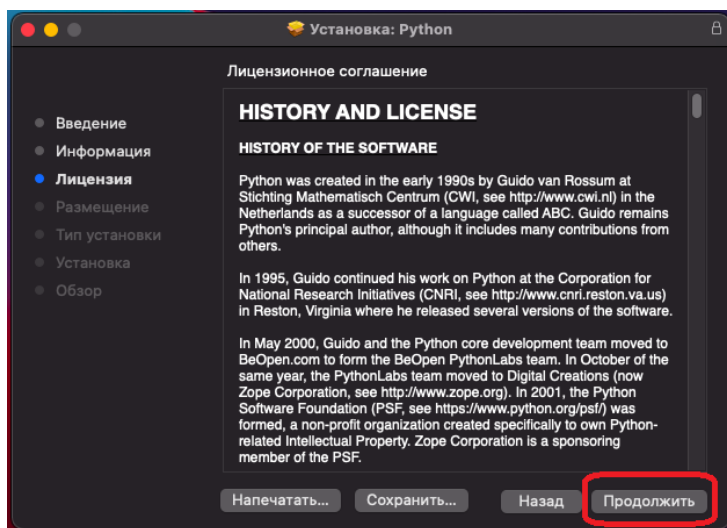 Установка: Python
Лицензионное соглашение
Введение
Информация
Лицензия
Размещение
Тип установки
Установка
Обзор
HISTORY AND LICENSE
HISTORY OF THE SOFTWARE
Python was created in the early 1990s by Guido van Rossum at
Stichting Mathematisch Centrum (CWI, see http://www.cwi.nl) in the
Netherlands as a successor of a language called ABC. Guido remains
Python's principal author, although it includes many contributions from
others.
In 1995, Guido continued his work on Python at the Corporation for
National Research Initiatives (CNRI, see http://www.cnri.reston.va.us)
in Reston, Virginia where he released several versions of the software.
In May 2000, Guido and the Python core development team moved to
BeOpen.com to form the BeOpen PythonLabs team. In October of the
same year, the PythonLabs team moved to Digital Creations (now
Zope Corporation, see http://www.zope.org). In 2001, the Python
Software Foundation (PSF, see https://www.python.org/psf/) was
formed, a non-profit organization created specifically to own Python-
related Intellectual Property. Zope Corporation is a sponsoring
member of the PSF.
Напечатать... Сохранить... Назад Продолжить